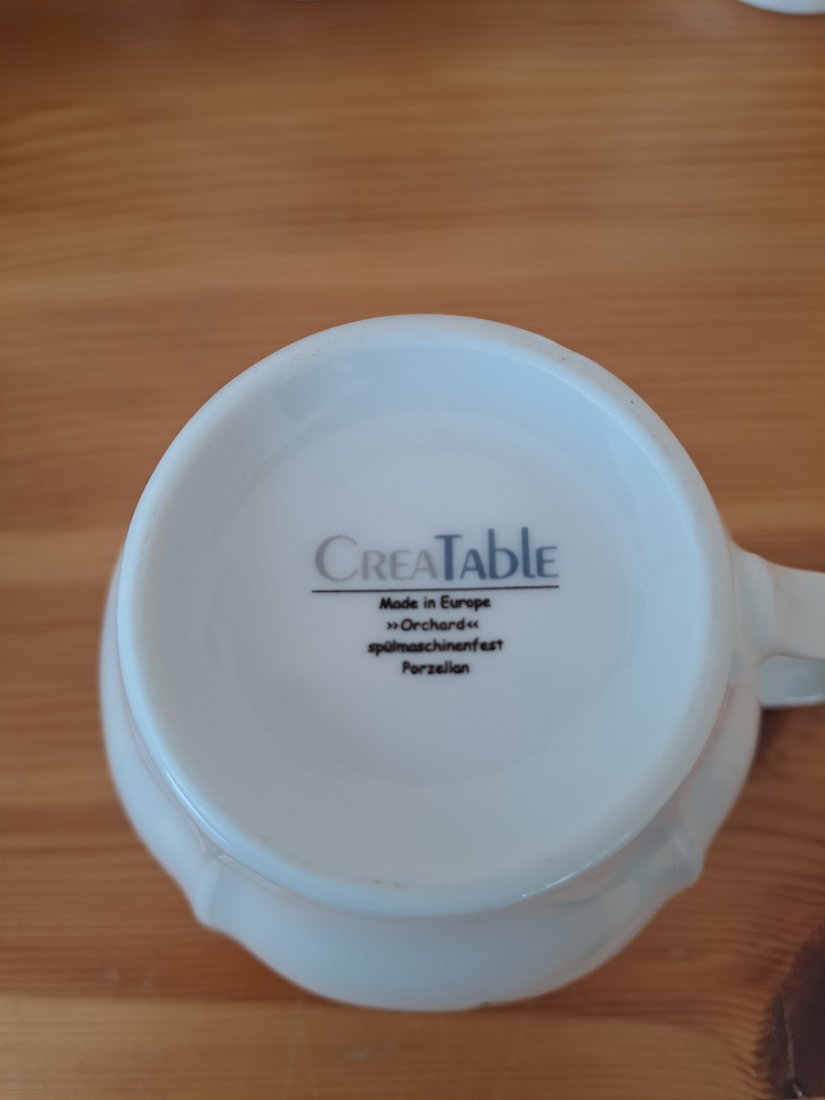 CREATAblE
Made in Europe
»Orchard«
spülmaschinenfest
Porzellan